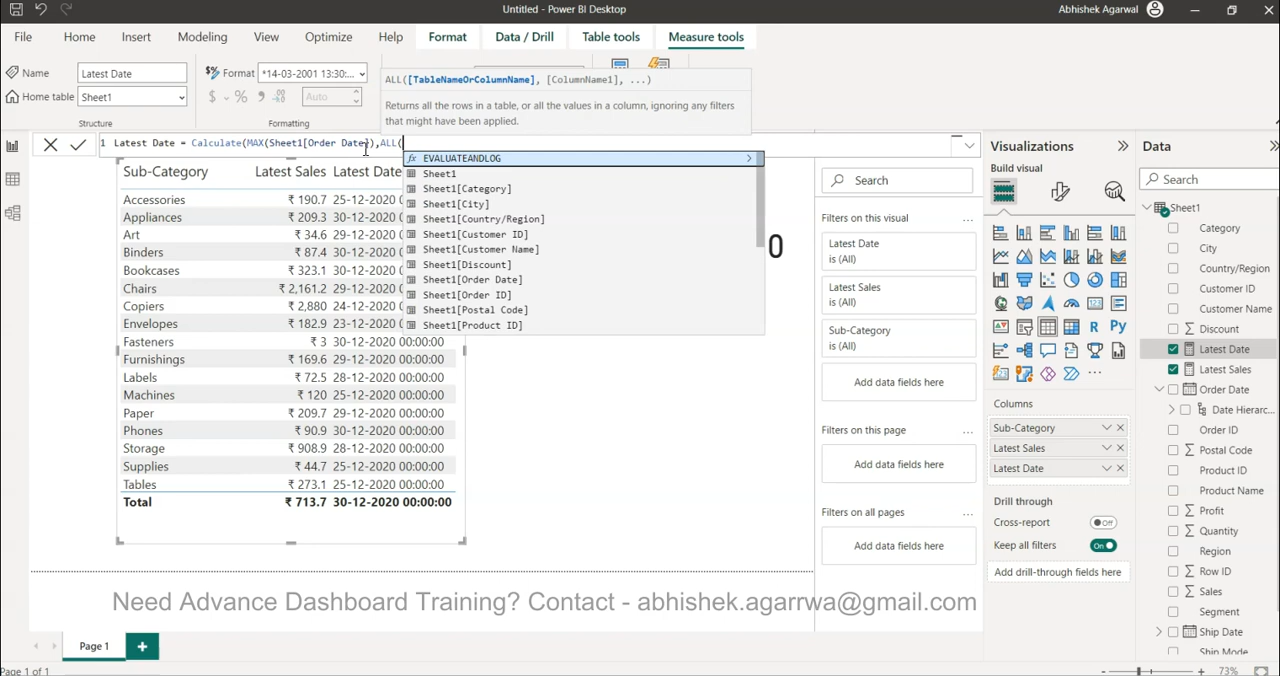 Untitled - Power BI Desktop
Abhishek Agarwal
File Home Insert Modeling View Optimize Help Format Data / Drill Table tools Measure tools
Name Latest Date
Home table Sheet1
Structure
Format *14-03-2001 13:30:...
$ % Auto
Formatting
ALL([TableNameOrColumnName], [ColumnName1], ...)
Returns all the rows in a table, or all the values in a column, ignoring any filters
that might have been applied.
1 Latest Date = Calculate(MAX(Sheet1[Order Date]),ALL(
EVALUATEANDLOG
Sheet1
Sheet1[Category]
Sheet1[City]
Sheet1[Country/Region]
Sheet1[Customer ID]
Sheet1[Customer Name]
Sheet1[Discount]
Sheet1[Order Date]
Sheet1[Order ID]
Sheet1[Postal Code]
Sheet1[Product ID]
Sub-Category Latest Sales Latest Date
Accessories ₹ 190.7 25-12-2020
Appliances ₹ 209.3 30-12-2020
Art ₹ 34.6 29-12-2020
Binders ₹ 87.4 30-12-2020
Bookcases ₹ 323.1 30-12-2020
Chairs ₹ 2,161.2 29-12-2020
Copiers ₹ 2,880 24-12-2020
Envelopes ₹ 182.9 23-12-2020
Fasteners ₹ 3 30-12-2020 00:00:00
Furnishings ₹ 169.6 29-12-2020 00:00:00
Labels ₹ 72.5 28-12-2020 00:00:00
Machines ₹ 120 25-12-2020 00:00:00
Paper ₹ 209.7 29-12-2020 00:00:00
Phones ₹ 90.9 30-12-2020 00:00:00
Storage ₹ 908.9 28-12-2020 00:00:00
Supplies ₹ 44.7 25-12-2020 00:00:00
Tables ₹ 273.1 25-12-2020 00:00:00
Total ₹ 713.7 30-12-2020 00:00:00
0
Need Advance Dashboard Training? Contact - abhishek.agarrwa@gmail.com
Page 1
Page 1 of 1
Search
Filters on this visual ...
Latest Date
is (All)
Latest Sales
is (All)
Sub-Category
is (All)
Add data fields here
Filters on this page ...
Add data fields here
Filters on all pages ...
Add data fields here
Visualizations
Build visual
R Py
...
Columns
Sub-Category
Latest Sales
Latest Date
Drill through
Cross-report Off
Keep all filters On
Add drill-through fields here
Data
Search
Sheet1
Category
City
Country/Region
Customer ID
Customer Name
Discount
Latest Date
Latest Sales
Order Date
Date Hierarc...
Order ID
Postal Code
Product ID
Product Name
Profit
Quantity
Region
Row ID
Sales
Segment
Ship Date
Ship Mode
73%